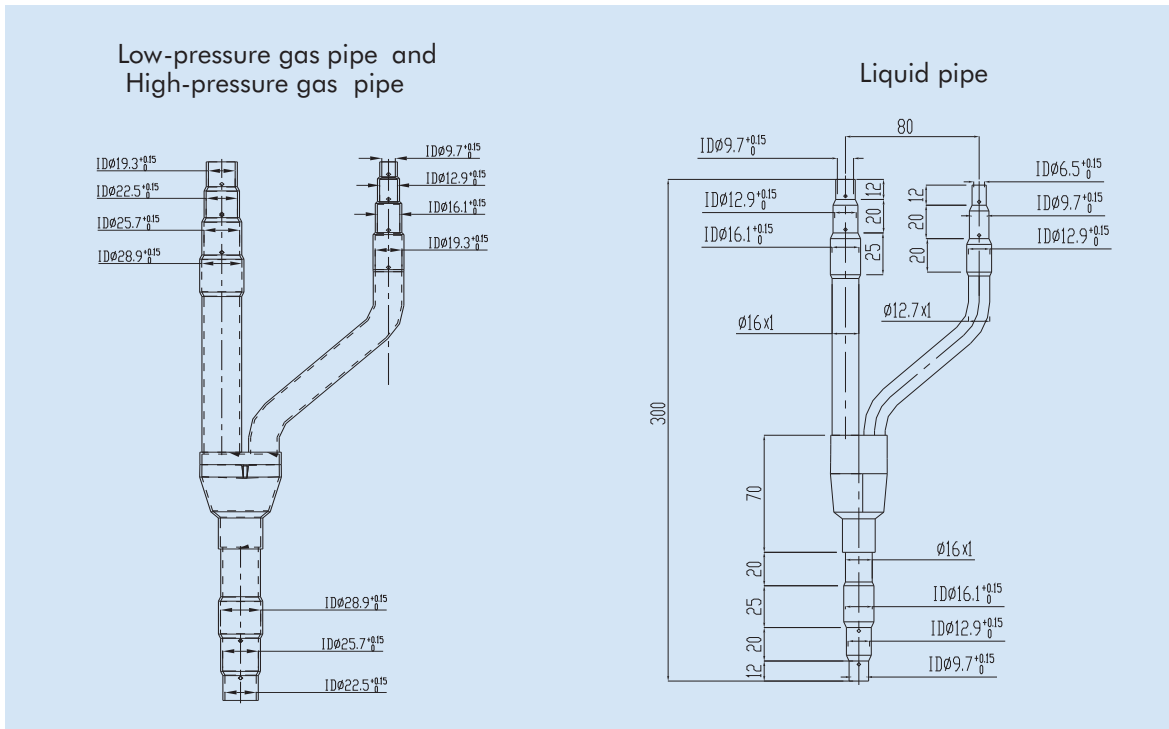 Low-pressure gas pipe and
High-pressure gas pipe
IDø19.3+0.15 0
IDø22.5+0.15 0
IDø25.7+0.15 0
IDø28.9+0.15 0
IDø9.7+0.15 0
IDø12.9+0.15 0
IDø16.1+0.15 0
IDø19.3+0.15 0
IDø28.9+0.15 0
IDø25.7+0.15 0
IDø22.5+0.15 0
Liquid pipe
80
IDø9.7+0.15 0
IDø12.9+0.15 0
IDø16.1+0.15 0
12
20
25
12
20
20
IDø6.5+0.15 0
IDø9.7+0.15 0
IDø12.9+0.15 0
ø16x1
ø12.7x1
300
70
20
25
20
12
ø16x1
IDø16.1+0.15 0
IDø12.9+0.15 0
IDø9.7+0.15 0